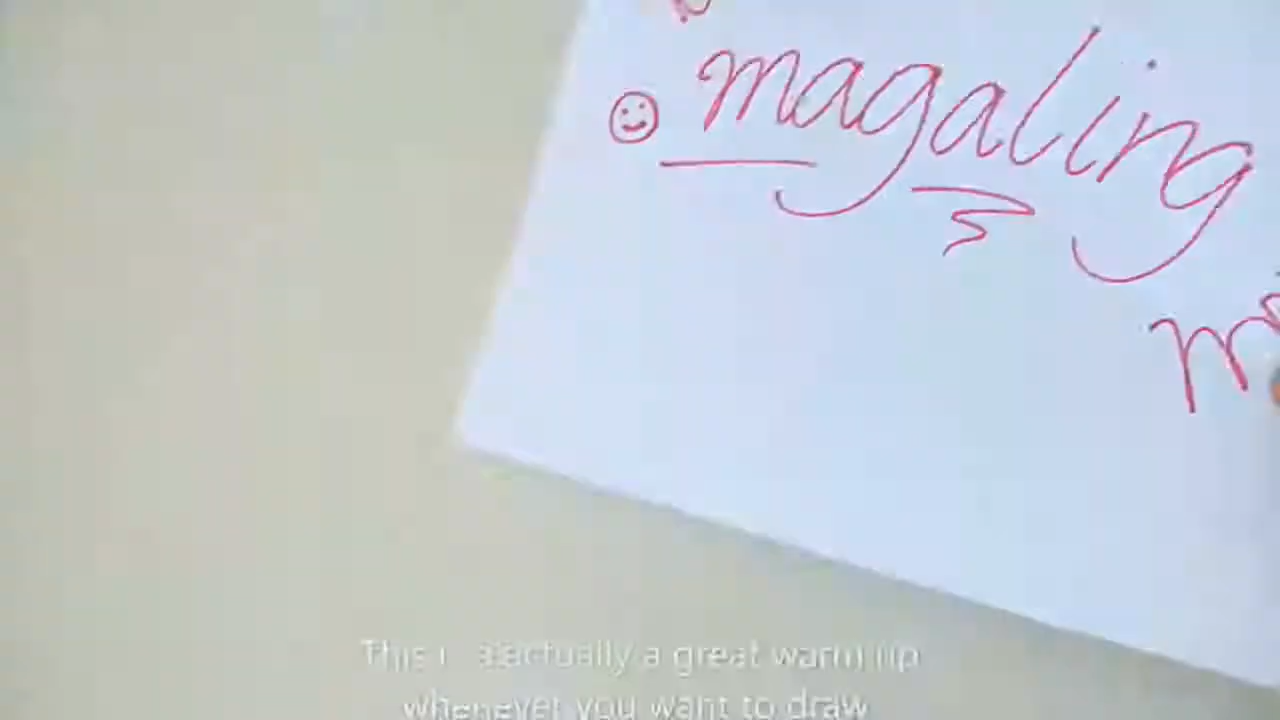 magaling
m
This is actually a great warm up
whenever you want to draw